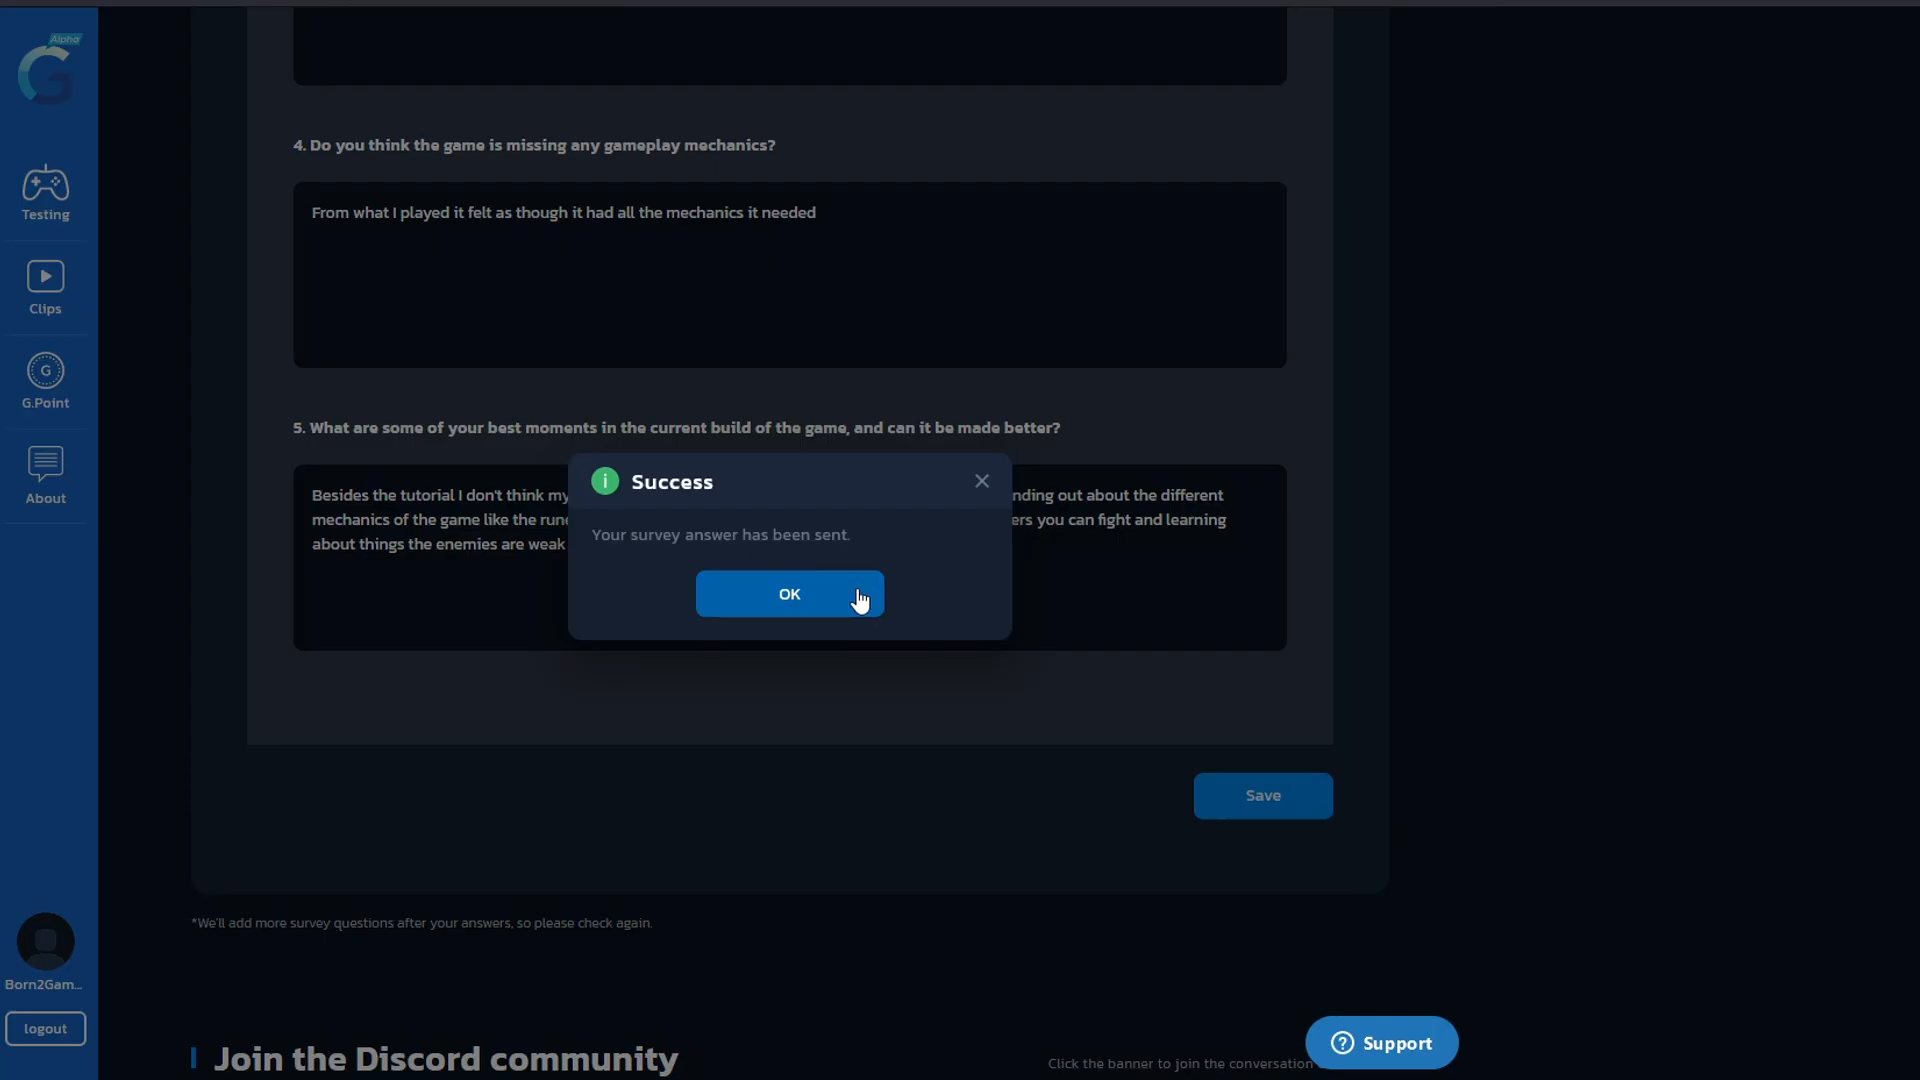 Alpha
G
Testing
Clips
G
G.Point
About
Born2Gam...
logout
4. Do you think the game is missing any gameplay mechanics?
From what I played it felt as though it had all the mechanics it needed
5. What are some of your best moments in the current build of the game, and can it be made better?
Besides the tutorial I don't think my nding out about the different
mechanics of the game like the rune ers you can fight and learning
about things the enemies are weak
Success
Your survey answer has been sent.
OK
Save
*We'll add more survey questions after your answers, so please check again.
Join the Discord community
Click the banner to join the conversation
Support